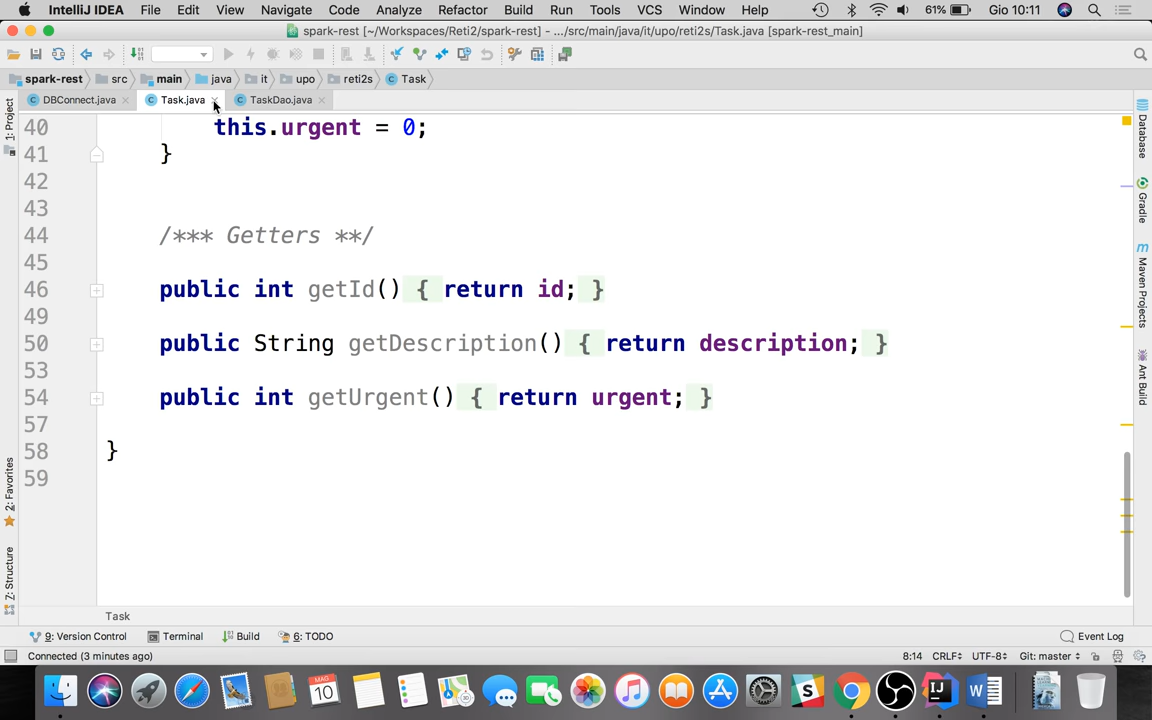 IntelliJ IDEA File Edit View Navigate Code Analyze Refactor Build Run Tools VCS Window Help 61% Gio 10:11
spark-rest [~/Workspaces/Reti2/spark-rest] - .../src/main/java/it/upo/reti2s/Task.java [spark-rest_main]
spark-rest src main java it upo reti2s Task
DBConnect.java Task.java TaskDao.java
40 this.urgent = 0;
41 }
42
43
44 /*** Getters **/
45
46 public int getId() { return id; }
49
50 public String getDescription() { return description; }
53
54 public int getUrgent() { return urgent; }
57
58 }
59
1: Project
2: Favorites
7: Structure
Database
Gradle
Maven Projects
Ant Build
Task
9: Version Control Terminal Build 6: TODO Event Log
Connected (3 minutes ago) 8:14 CRLF UTF-8 Git: master
MAG
10